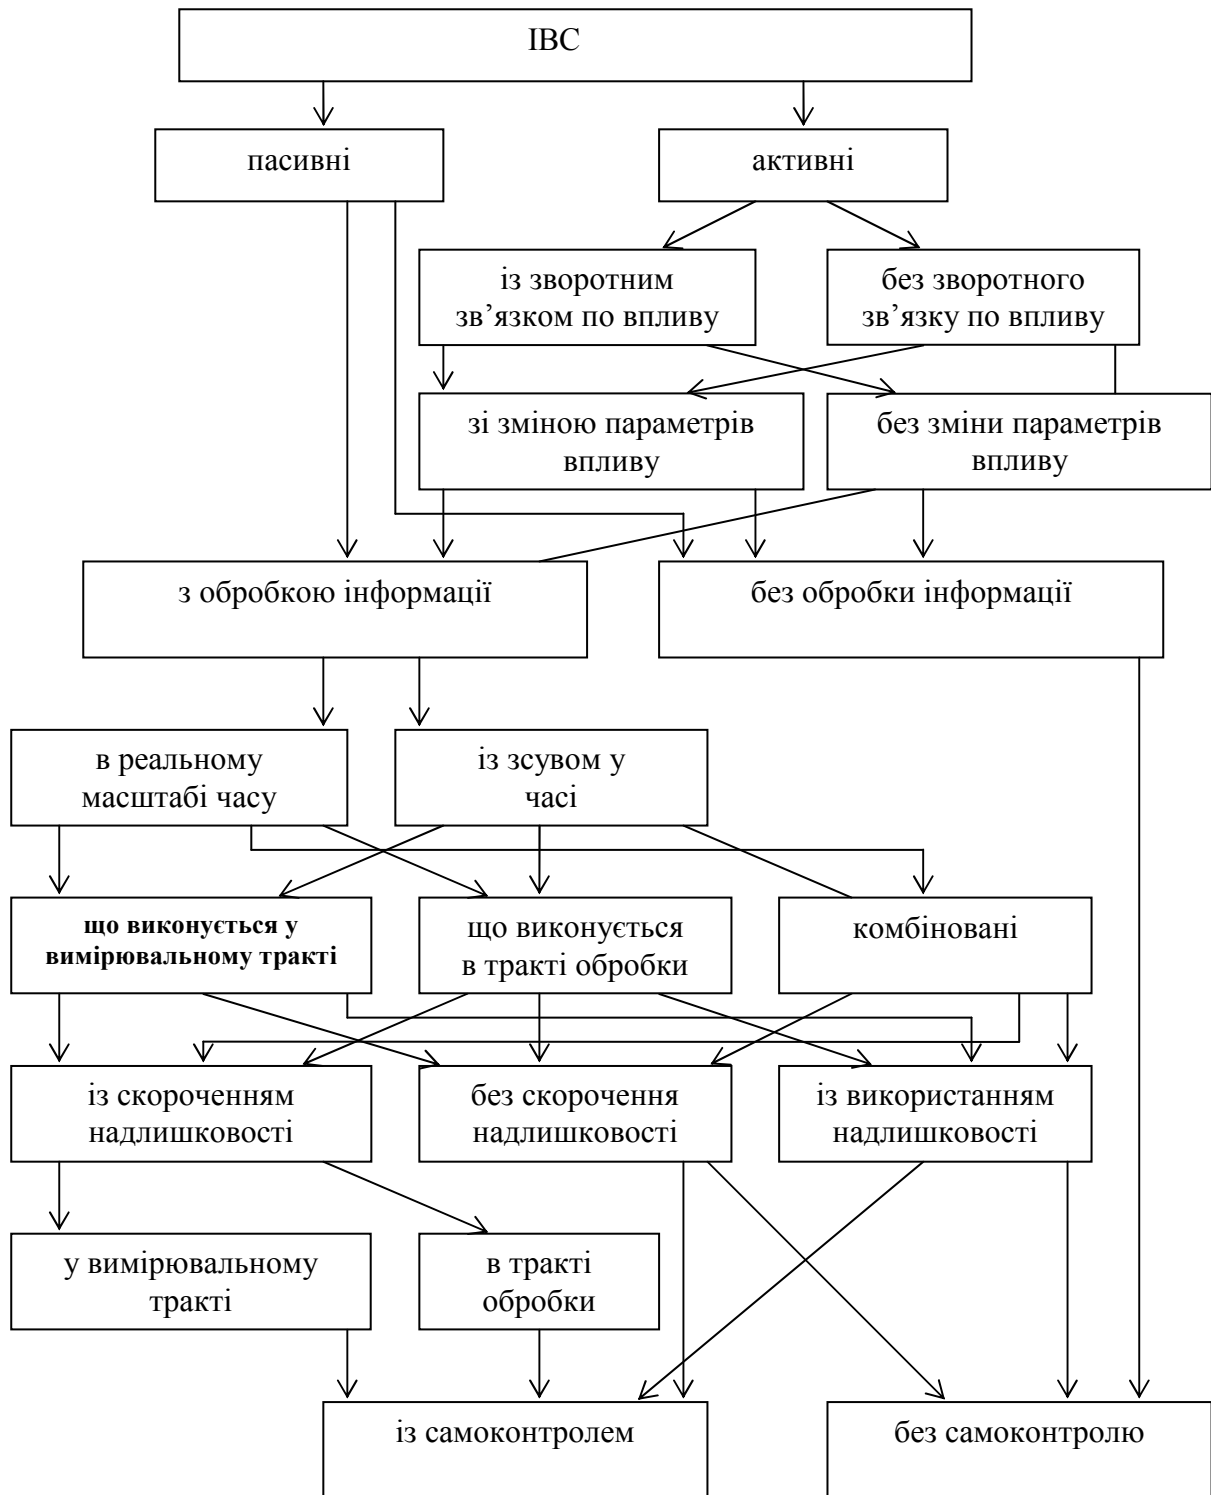 ІВС
пасивні
активні
із зворотним
зв’язком по впливу
без зворотного
зв’язку по впливу
зі зміною параметрів
впливу
без зміни параметрів
впливу
з обробкою інформації
без обробки інформації
в реальному
масштабі часу
із зсувом у
часі
що виконується у
вимірювальному тракті
що виконується
в тракті обробки
комбіновані
із скороченням
надлишковості
без скорочення
надлишковості
із використанням
надлишковості
у вимірювальному
тракті
в тракті
обробки
із самоконтролем
без самоконтролю